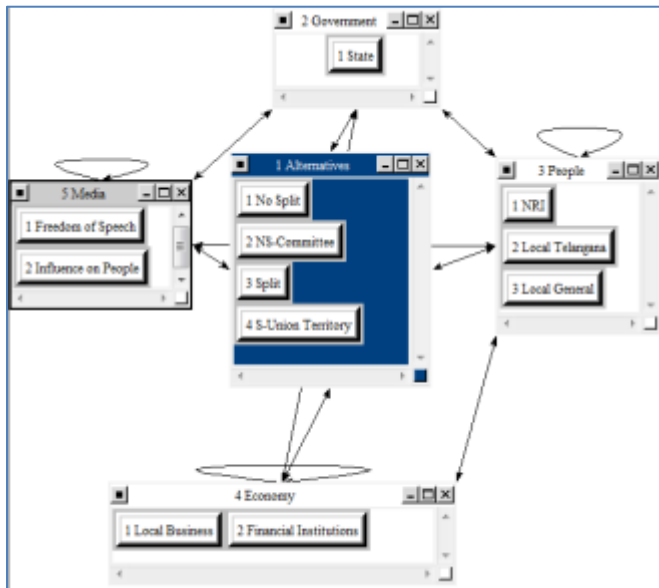 2 Government
1 State
1 Alternatives
1 No Split
2 NS-Committee
3 Split
4 S-Union Territory
5 Media
1 Freedom of Speech
2 Influence on People
3 People
1 NRI
2 Local Telangana
3 Local General
4 Economy
1 Local Business
2 Financial Institutions